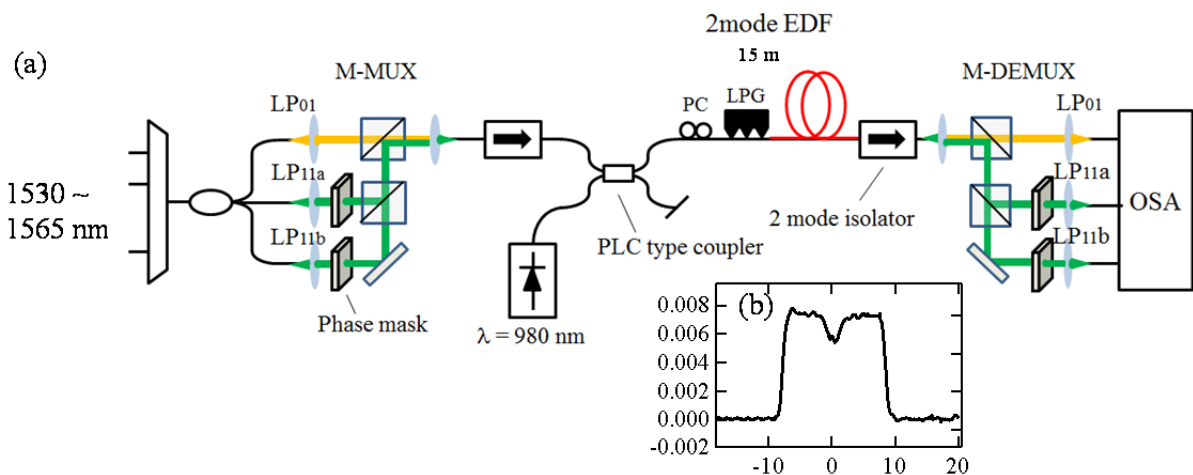 (a)
M-MUX
2mode EDF
15 m
M-DEMUX
LP01
PC
LPG
LP01
LP11a
LP11a
1530 ~
1565 nm
OSA
LP11b
2 mode isolator
LP11b
PLC type coupler
Phase mask
λ = 980 nm
(b)
0.008
0.006
0.004
0.002
0.000
-0.002
-10
0
10
20